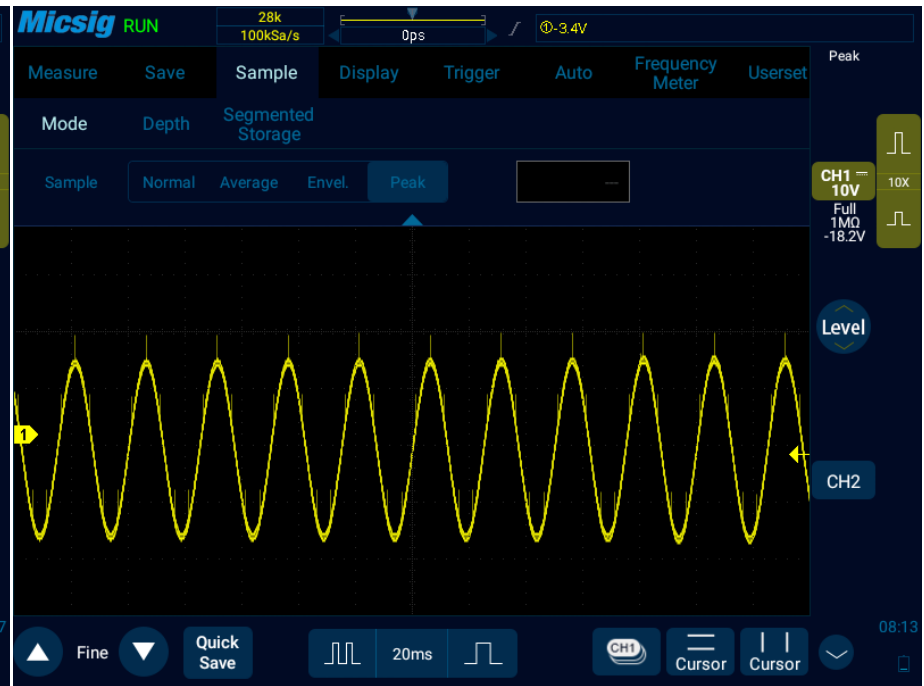 Micsig RUN
28k
100kSa/s
0ps
①-3.4V
Measure Save Sample Display Trigger Auto Frequency Meter Userset
Peak
Mode Depth Segmented Storage
Sample Normal Average Envel. Peak ---
CH1
10V
10X
Full
1MΩ
-18.2V
Level
1
CH2
Fine
Quick
Save
20ms
CH1
Cursor
Cursor
7
08:13